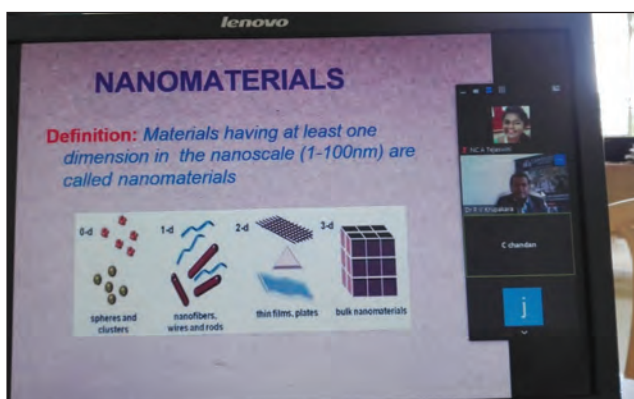 lenovo
NANOMATERIALS
Definition: Materials having at least one
dimension in the nanoscale (1-100nm) are
called nanomaterials
0-d
1-d
2-d
3-d
spheres and
clusters
nanofibers,
wires and rods
thin films, plates
bulk nanomaterials
C chandan
j